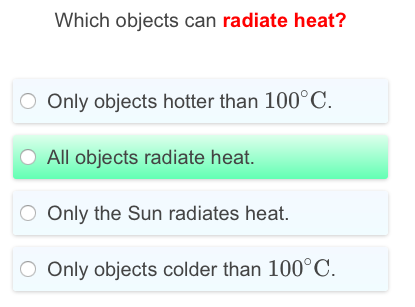 Which objects can radiate heat?
Only objects hotter than 100°C.
All objects radiate heat.
Only the Sun radiates heat.
Only objects colder than 100°C.